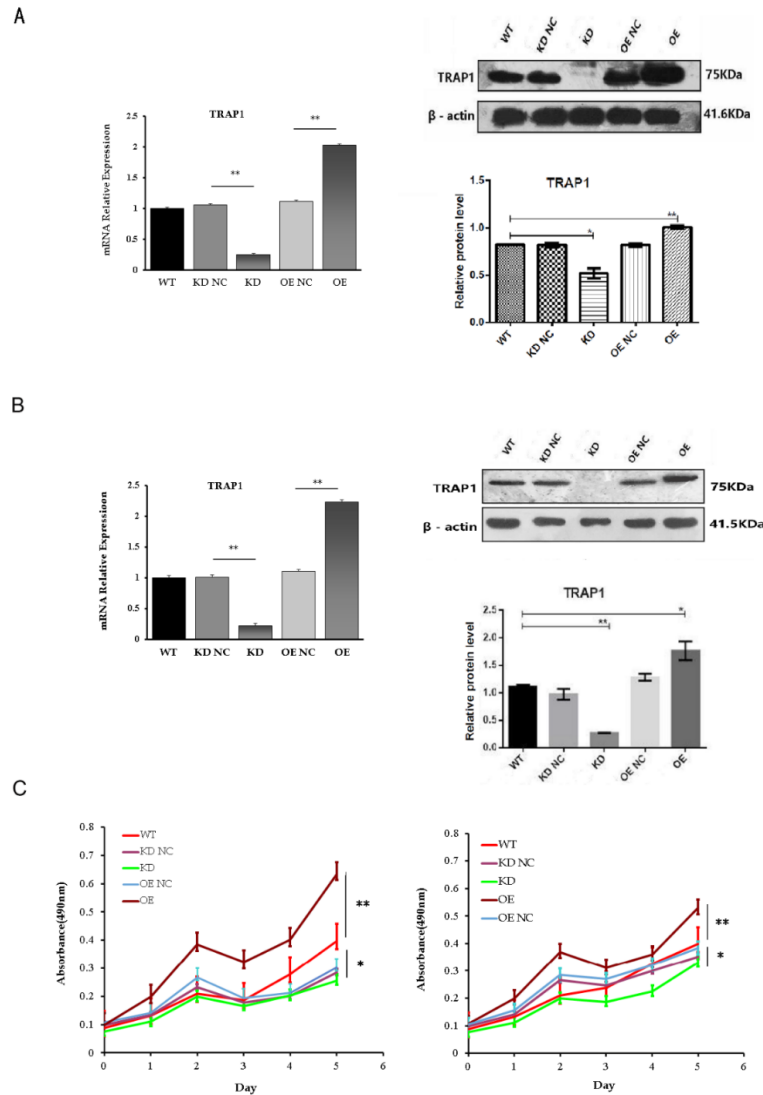 A
WT KD NC KD OE NC OE
TRAP1 75KDa
β - actin 41.6KDa
TRAP1
mRNA Relative Expressioon
2.5
2
1.5
1
0.5
0
** **
WT KD NC KD OE NC OE
TRAP1
Relative protein level
1.5
1.0
0.5
0.0
* **
WT KD NC KD OE NC OE
B
WT KD NC KD OE NC OE
TRAP1 75KDa
β - actin 41.5KDa
TRAP1
mRNA Relative Expressioon
2.5
2
1.5
1
0.5
0
** **
WT KD NC KD OE NC OE
TRAP1
Relative protein level
2.5
2.0
1.5
1.0
0.5
0.0
** *
WT KD NC KD OE NC OE
C
Absorbance(490nm)
0.8
0.7
0.6
0.5
0.4
0.3
0.2
0.1
0
WT
KD NC
KD
OE NC
OE
**
*
0 1 2 3 4 5 6
Day
Absorbance(490nm)
0.8
0.7
0.6
0.5
0.4
0.3
0.2
0.1
0
WT
KD NC
KD
OE
OE NC
**
*
0 1 2 3 4 5 6
Day